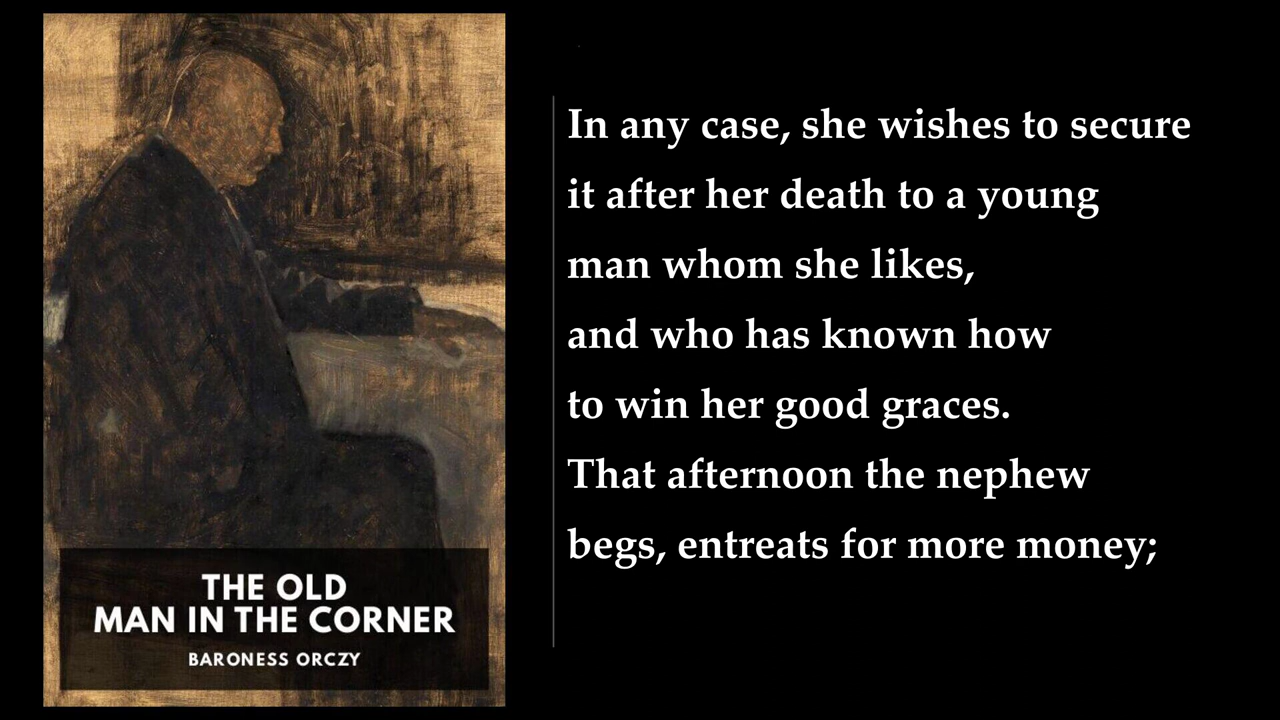 THE OLD
MAN IN THE CORNER
BARONESS ORCZY
In any case, she wishes to secure
it after her death to a young
man whom she likes,
and who has known how
to win her good graces.
That afternoon the nephew
begs, entreats for more money;